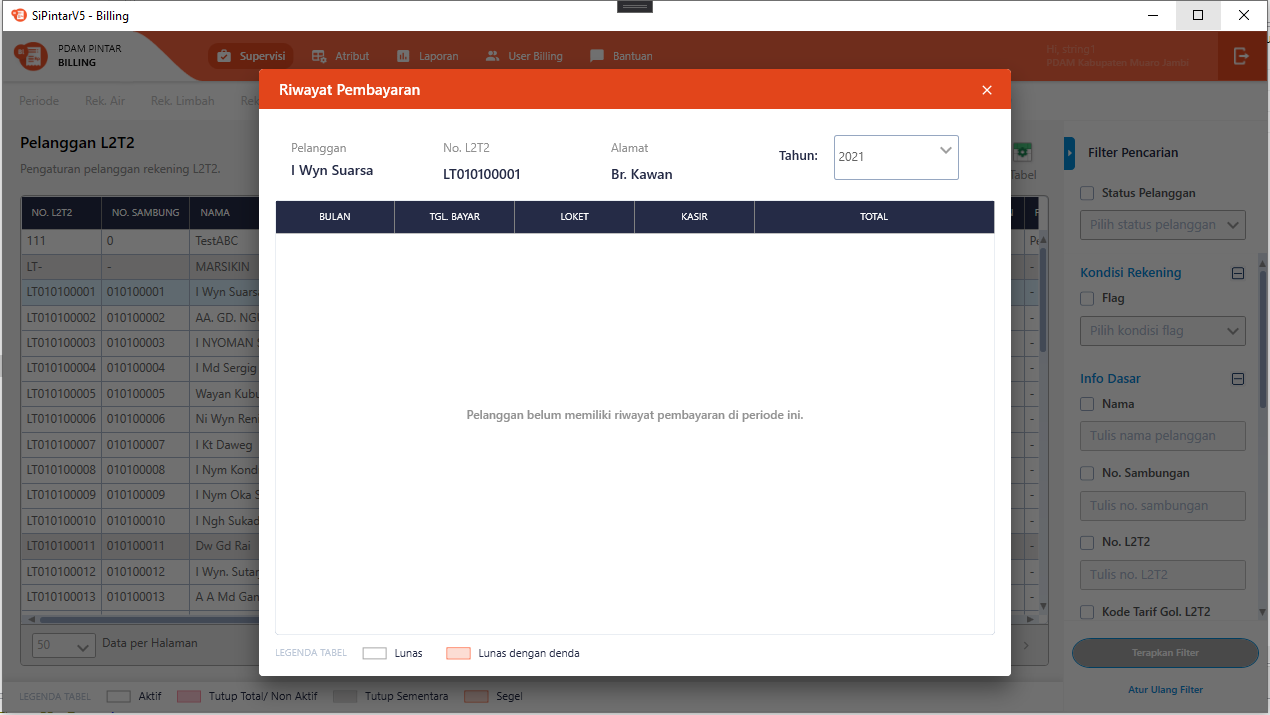 SiPintarV5 - Billing
PDAM PINTAR
BILLING
Supervisi
Atribut
Laporan
User Billing
Bantuan
Hi, string1
PDAM Kabupaten Muaro Jambi
Periode
Rek. Air
Rek. Limbah
Rek
Pelanggan L2T2
Pengaturan pelanggan rekening L2T2.
Tabel
NO. L2T2 NO. SAMBUNG NAMA
111 0 TestABC
LT- - MARSIKIN -
LT010100001 010100001 I Wyn Suars -
LT010100002 010100002 AA. GD. NG -
LT010100003 010100003 I NYOMAN -
LT010100004 010100004 I Md Sergig -
LT010100005 010100005 Wayan Kubu -
LT010100006 010100006 Ni Wyn Ren -
LT010100007 010100007 I Kt Daweg -
LT010100008 010100008 I Nym Kond -
LT010100009 010100009 I Nym Oka S -
LT010100010 010100010 I Ngh Sukad -
LT010100011 010100011 Dw Gd Rai -
LT010100012 010100012 I Wyn. Sutar -
LT010100013 010100013 A A Md Gan -
50 Data per Halaman
LEGENDA TABEL Aktif Tutup Total/ Non Aktif Tutup Sementara Segel
Riwayat Pembayaran
Pelanggan
I Wyn Suarsa
No. L2T2
LT010100001
Alamat
Br. Kawan
Tahun: 2021
BULAN TGL. BAYAR LOKET KASIR TOTAL
Pelanggan belum memiliki riwayat pembayaran di periode ini.
LEGENDA TABEL Lunas Lunas dengan denda
Filter Pencarian
Status Pelanggan
Pilih status pelanggan
Kondisi Rekening
Flag
Pilih kondisi flag
Info Dasar
Nama
Tulis nama pelanggan
No. Sambungan
Tulis no. sambungan
No. L2T2
Tulis no. L2T2
Kode Tarif Gol. L2T2
Terapkan Filter
Atur Ulang Filter